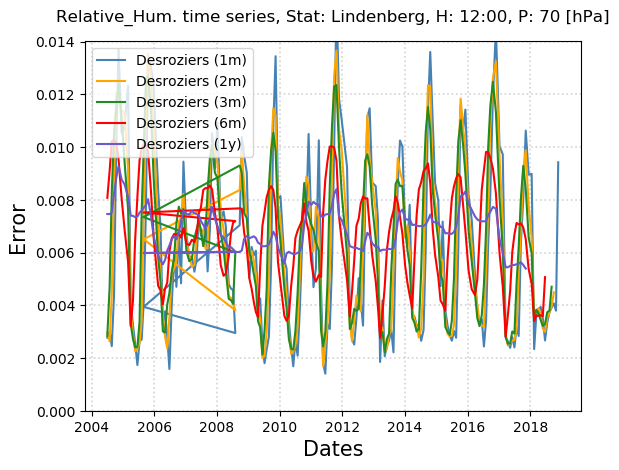 Relative_Hum. time series, Stat: Lindenberg, H: 12:00, P: 70 [hPa]
0.014
0.012
0.010
0.008
0.006
0.004
0.002
0.000
Error
Desroziers (1m)
Desroziers (2m)
Desroziers (3m)
Desroziers (6m)
Desroziers (1y)
2004 2006 2008 2010 2012 2014 2016 2018
Dates